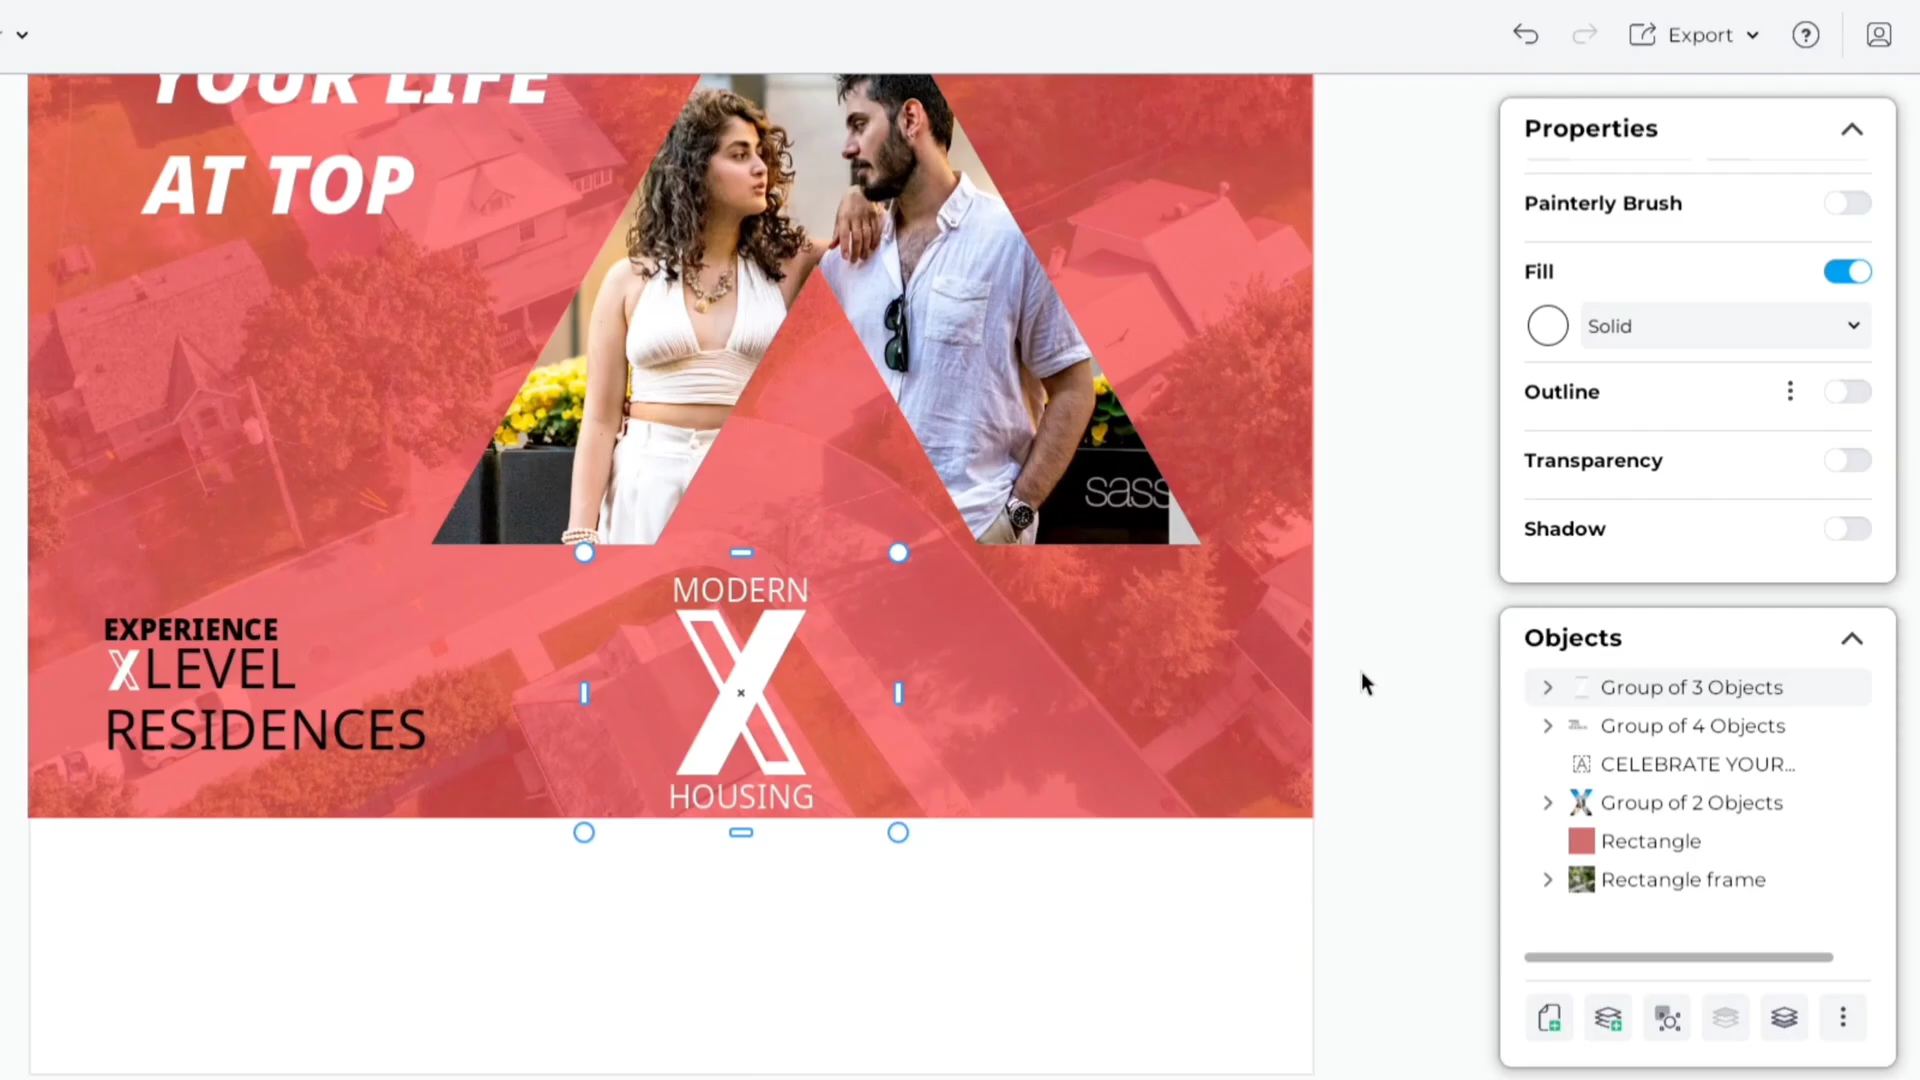 Export
?
YOUR LIFE
AT TOP
sass
MODERN
X
HOUSING
EXPERIENCE
XLEVEL
RESIDENCES
Properties
Painterly Brush
Fill
Solid
Outline
Transparency
Shadow
Objects
Group of 3 Objects
Group of 4 Objects
A CELEBRATE YOUR...
Group of 2 Objects
Rectangle
Rectangle frame